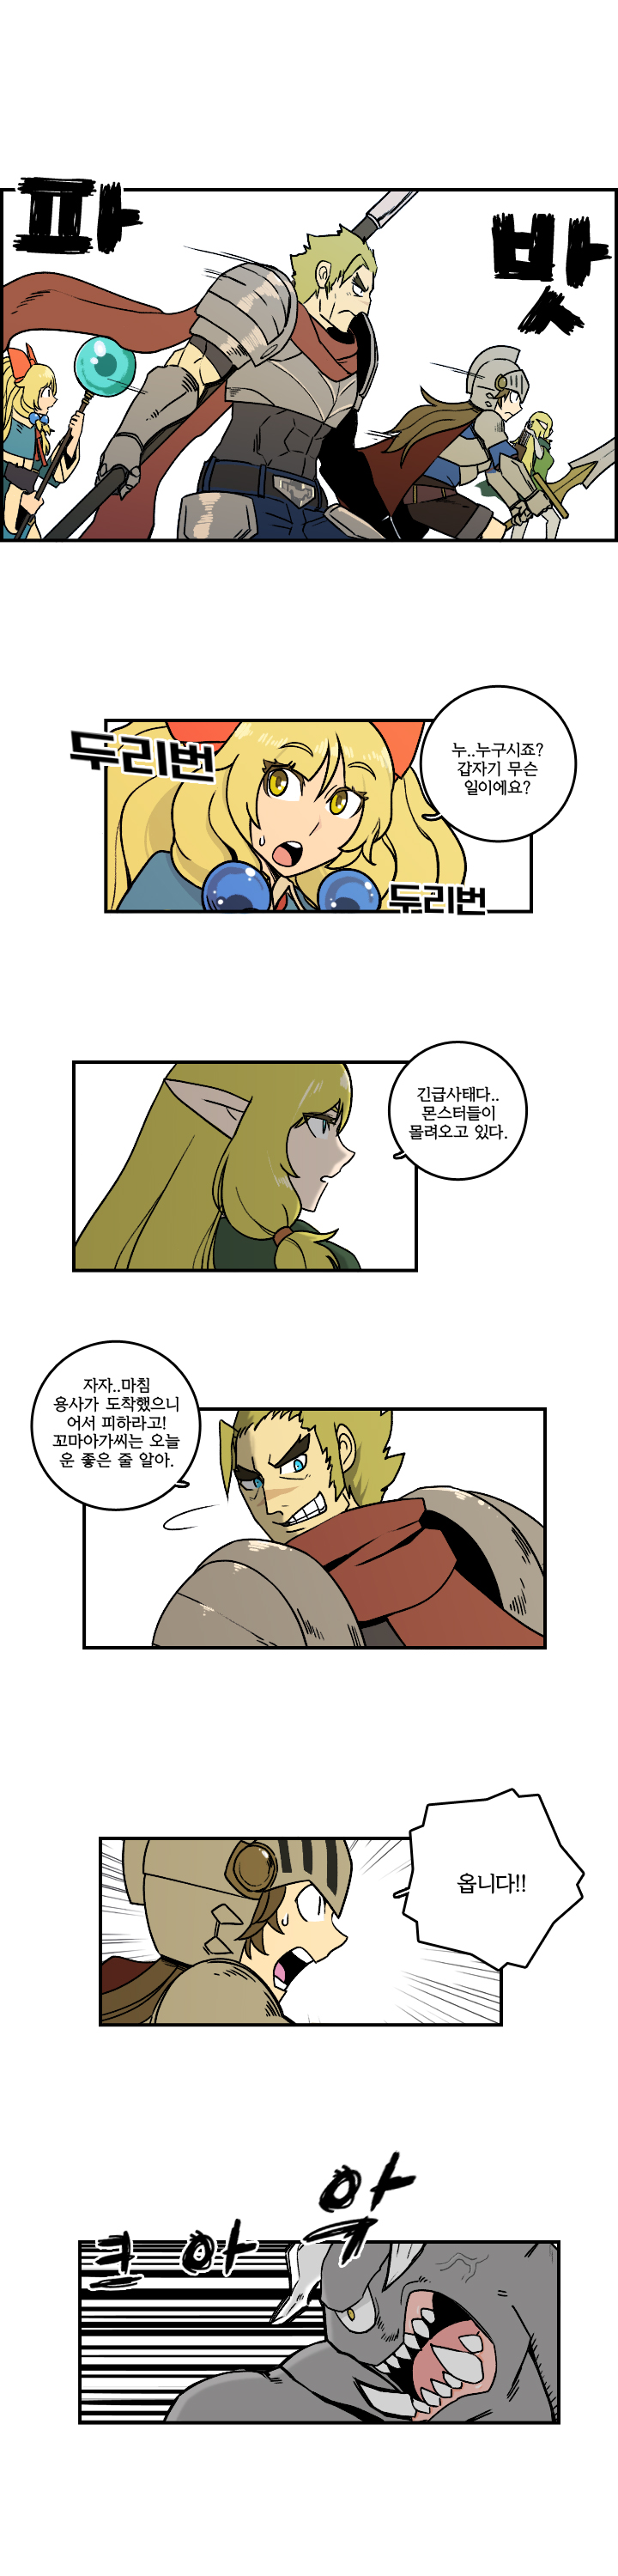 파
밧
두리번
누..누구시죠?
갑자기 무슨
일이에요?
두리번
긴급사태다..
몬스터들이
몰려오고 있다.
자자..마침
용사가 도착했으니
어서 피하라고!
꼬마아가씨는 오늘
운 좋은 줄 알아.
옵니다!!
크 아 악